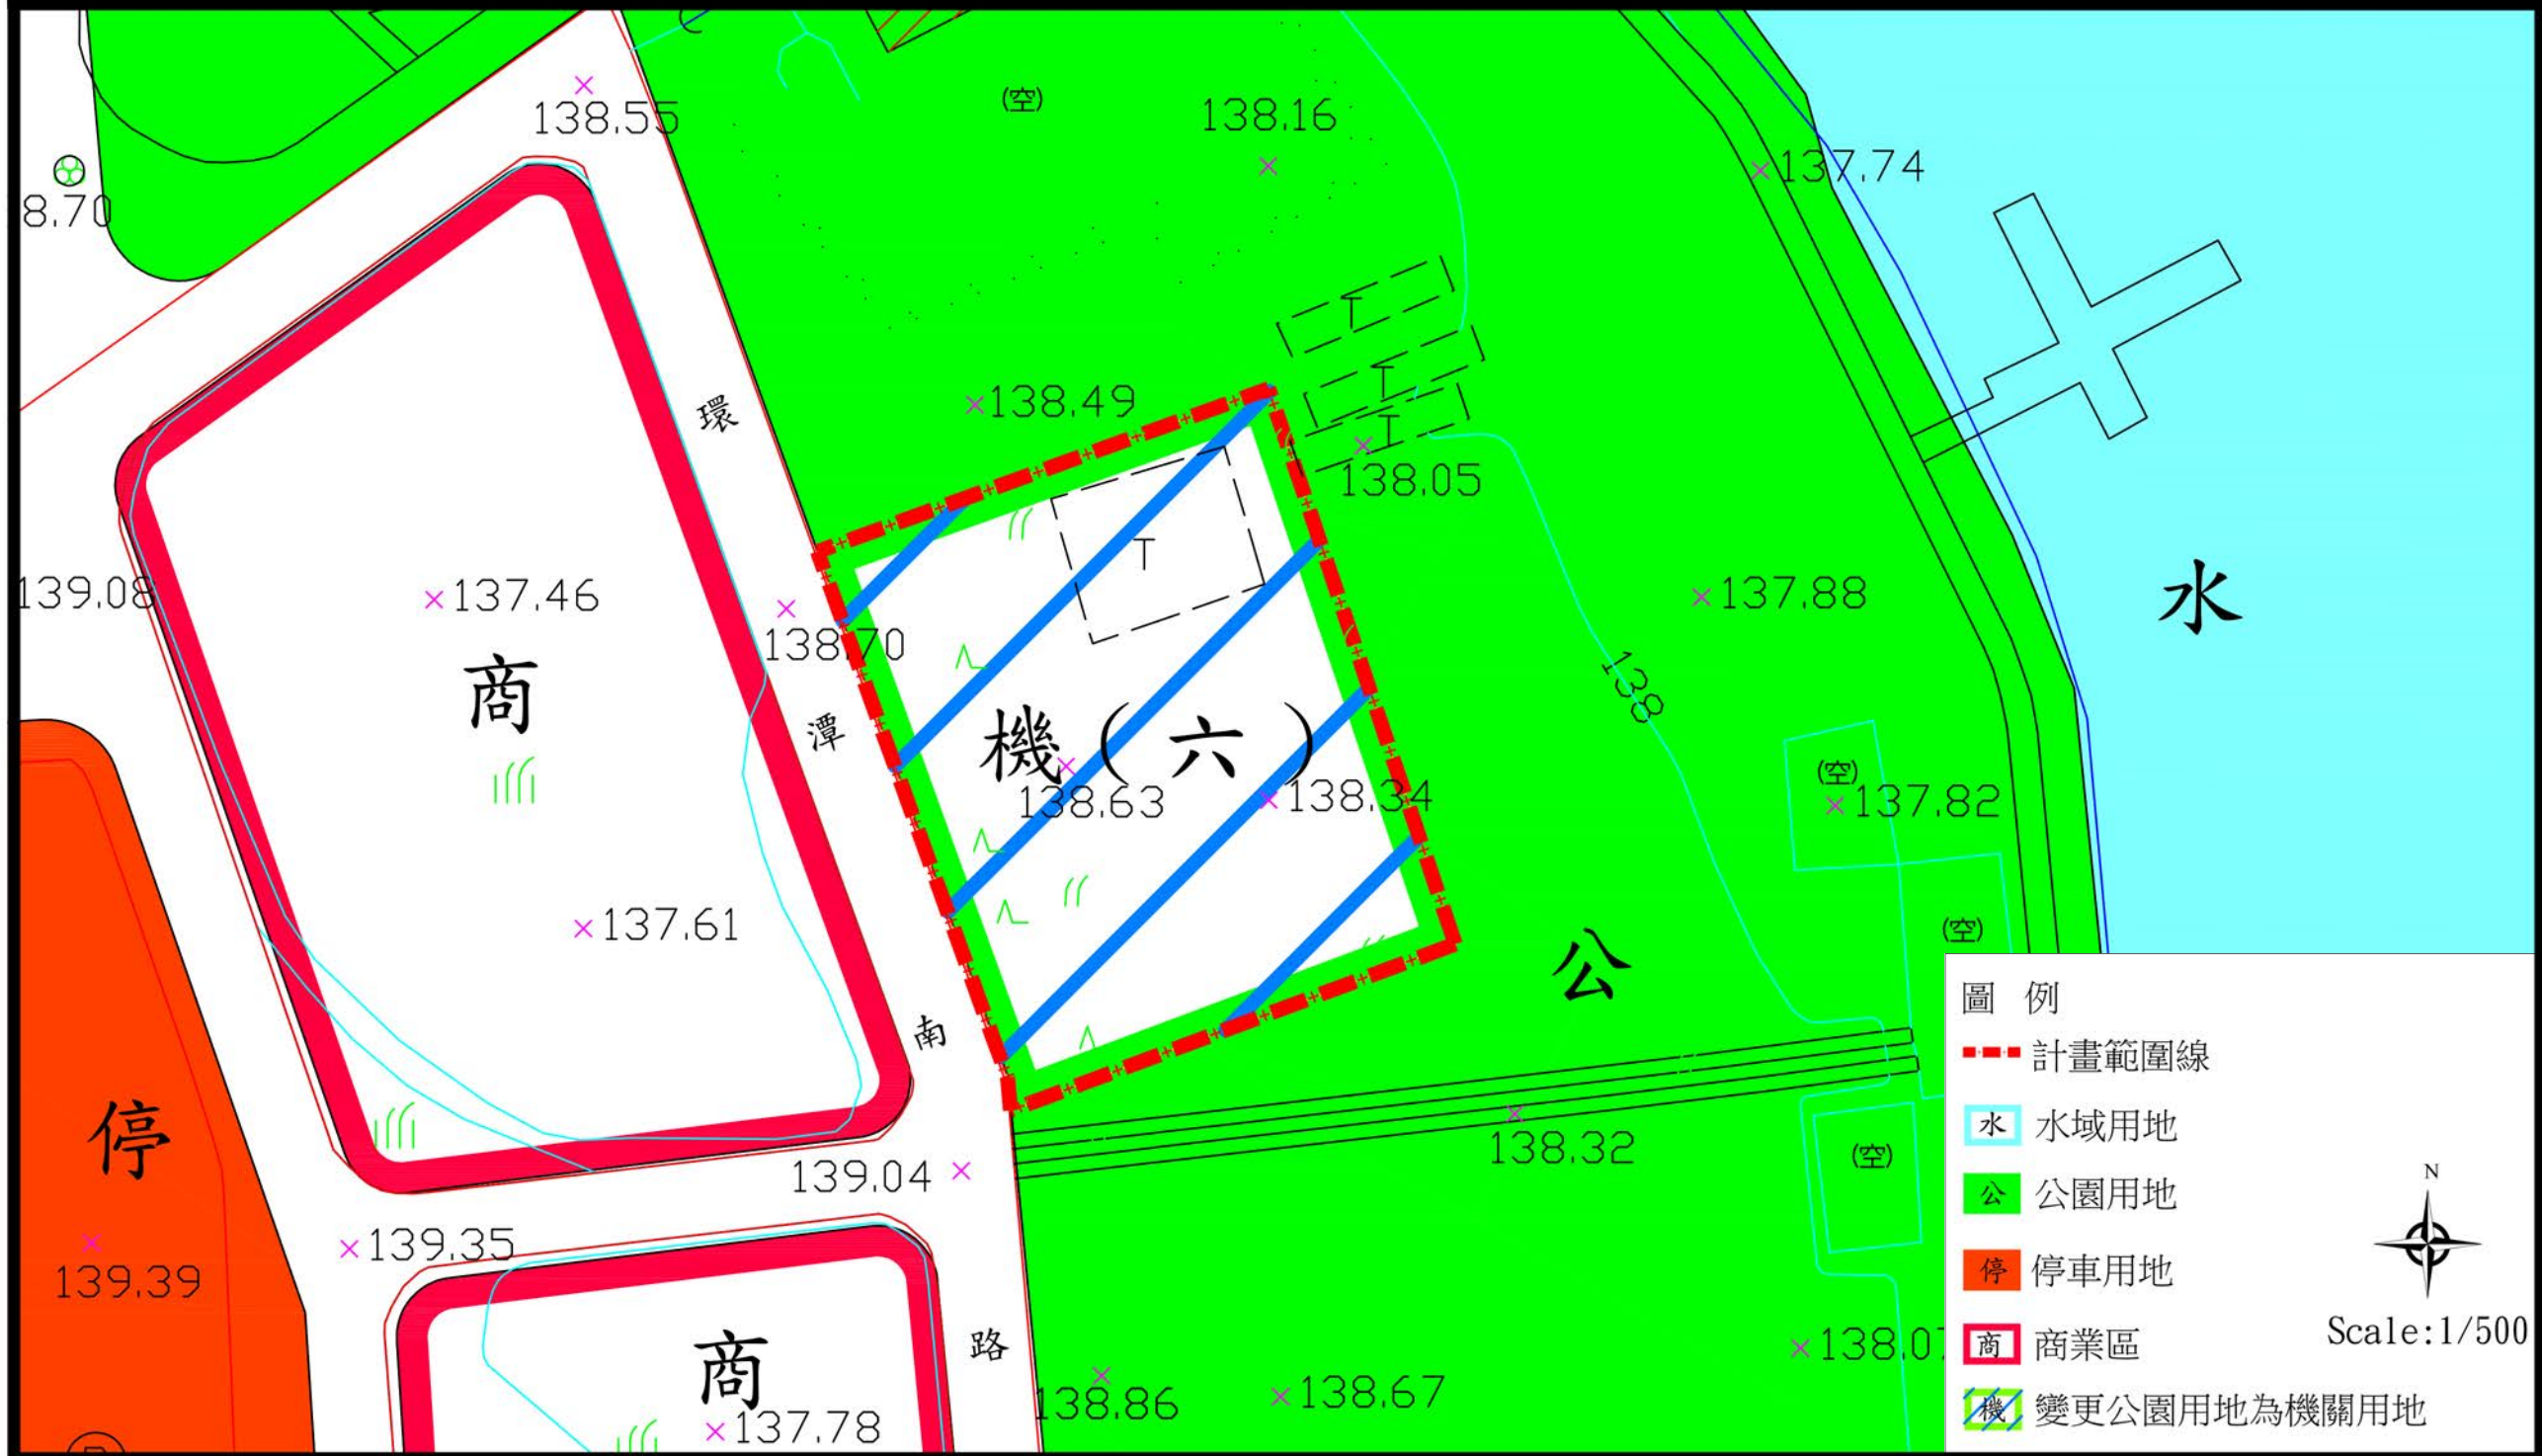 138.55
(空)
138.16
137.74
8.70
T
138.49
環
T
T
138.05
T
139.08
137.46
138.70
137.88
水
商
潭
138
機(六)
138.63
138.34
(空)
137.82
137.61
公
(空)
南
停
139.04
138.32
(空)
139.35
139.39
商
路
137.78
138.86
138.67
138.07
圖 例
計畫範圍線
水 水域用地
公 公園用地
停 停車用地
商 商業區
機 變更公園用地為機關用地
N
Scale:1/500